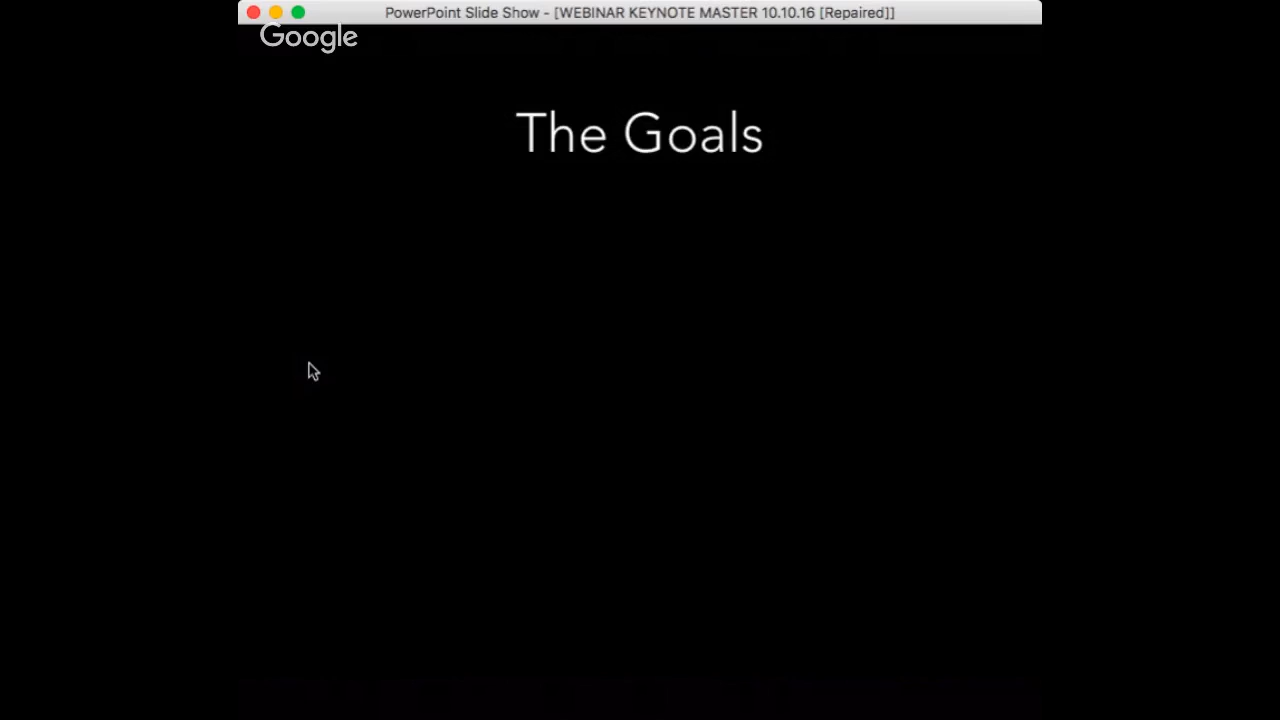 PowerPoint Slide Show - [WEBINAR KEYNOTE MASTER 10.10.16 [Repaired]]
Google
The Goals